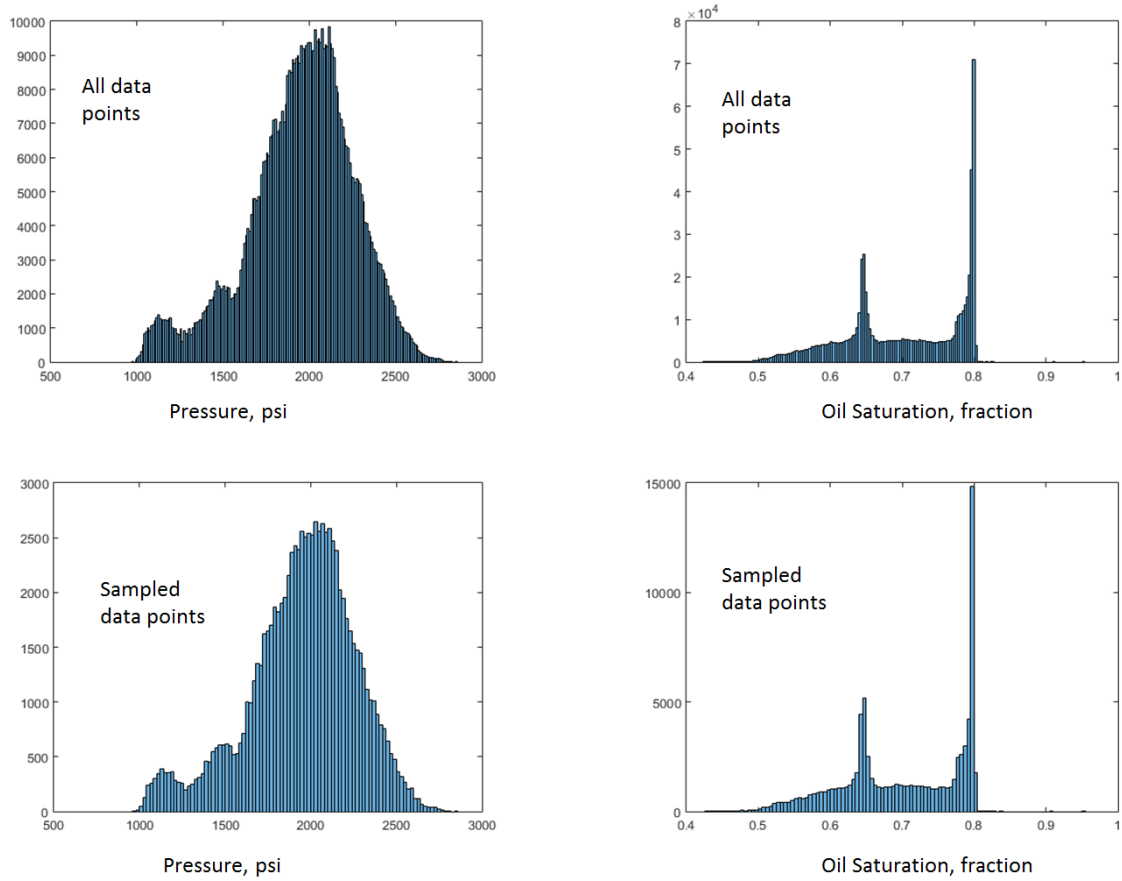 10000
9000
8000
7000
6000
5000
4000
3000
2000
1000
0
500 1000 1500 2000 2500 3000
All data
points
Pressure, psi
×10⁴
8
7
6
5
4
3
2
1
0
0.4 0.5 0.6 0.7 0.8 0.9 1
All data
points
Oil Saturation, fraction
3000
2500
2000
1500
1000
500
0
500 1000 1500 2000 2500 3000
Sampled
data points
Pressure, psi
15000
10000
5000
0
0.4 0.5 0.6 0.7 0.8 0.9 1
Sampled
data points
Oil Saturation, fraction